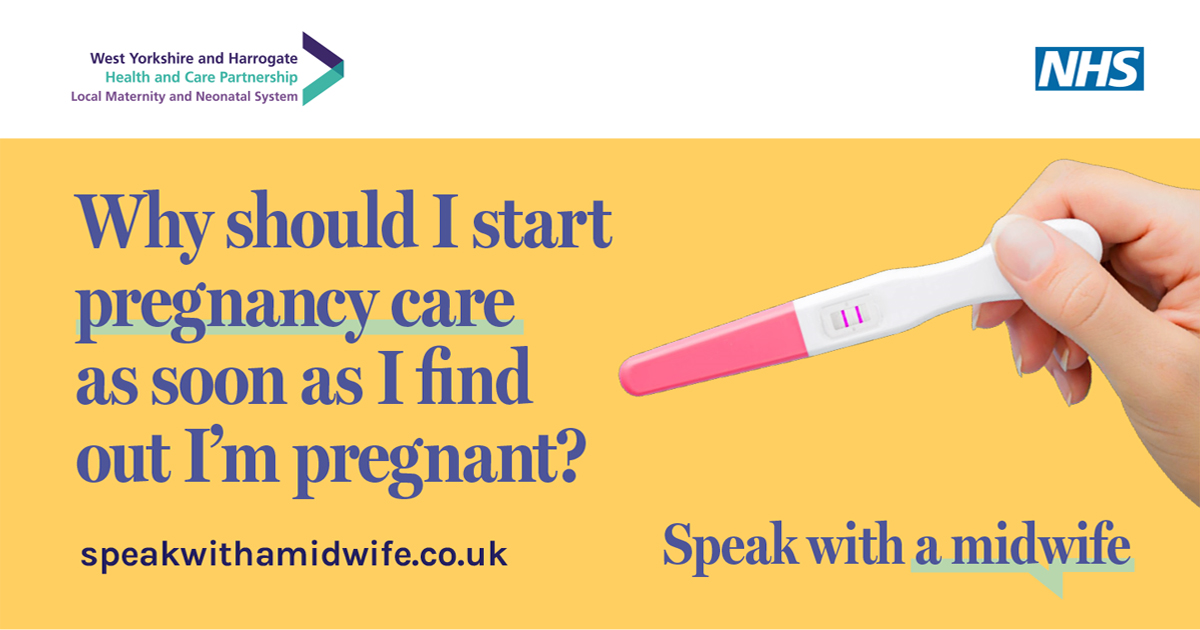 West Yorkshire and Harrogate
Health and Care Partnership
Local Maternity and Neonatal System
NHS
Why should I start
pregnancy care
as soon as I find
out I'm pregnant?
speakwithamidwife.co.uk
Speak with a midwife